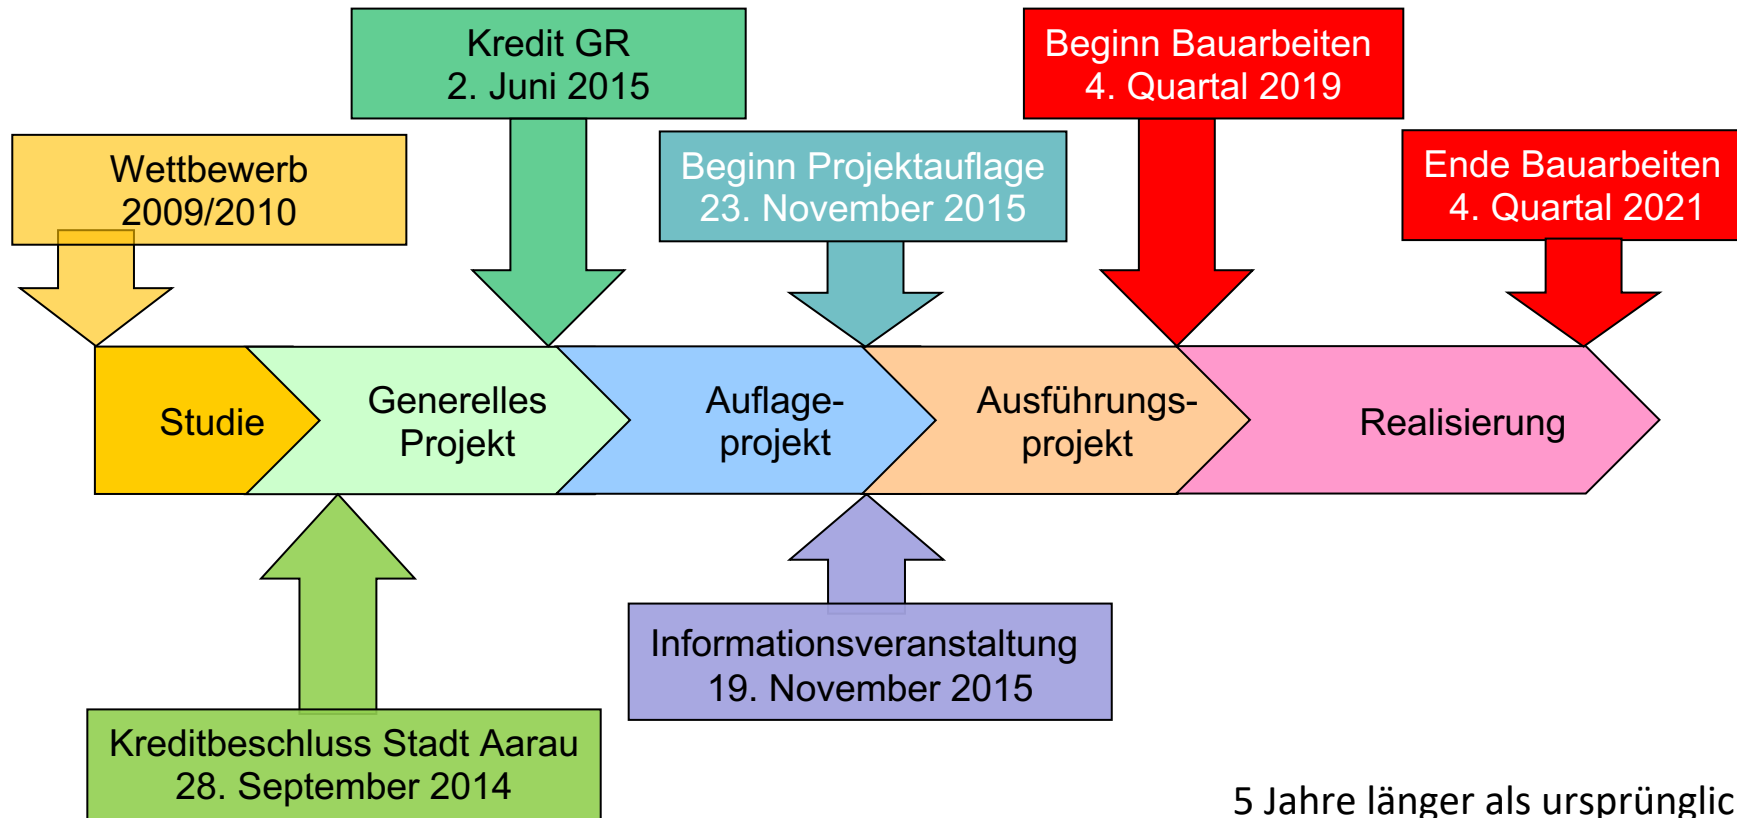 Kredit GR
2. Juni 2015
Beginn Bauarbeiten
4. Quartal 2019
Wettbewerb
2009/2010
Beginn Projektauflage
23. November 2015
Ende Bauarbeiten
4. Quartal 2021
Studie
Generelles
Projekt
Auflage-
projekt
Ausführungs-
projekt
Realisierung
Informationsveranstaltung
19. November 2015
Kreditbeschluss Stadt Aarau
28. September 2014
5 Jahre länger als ursprünglic